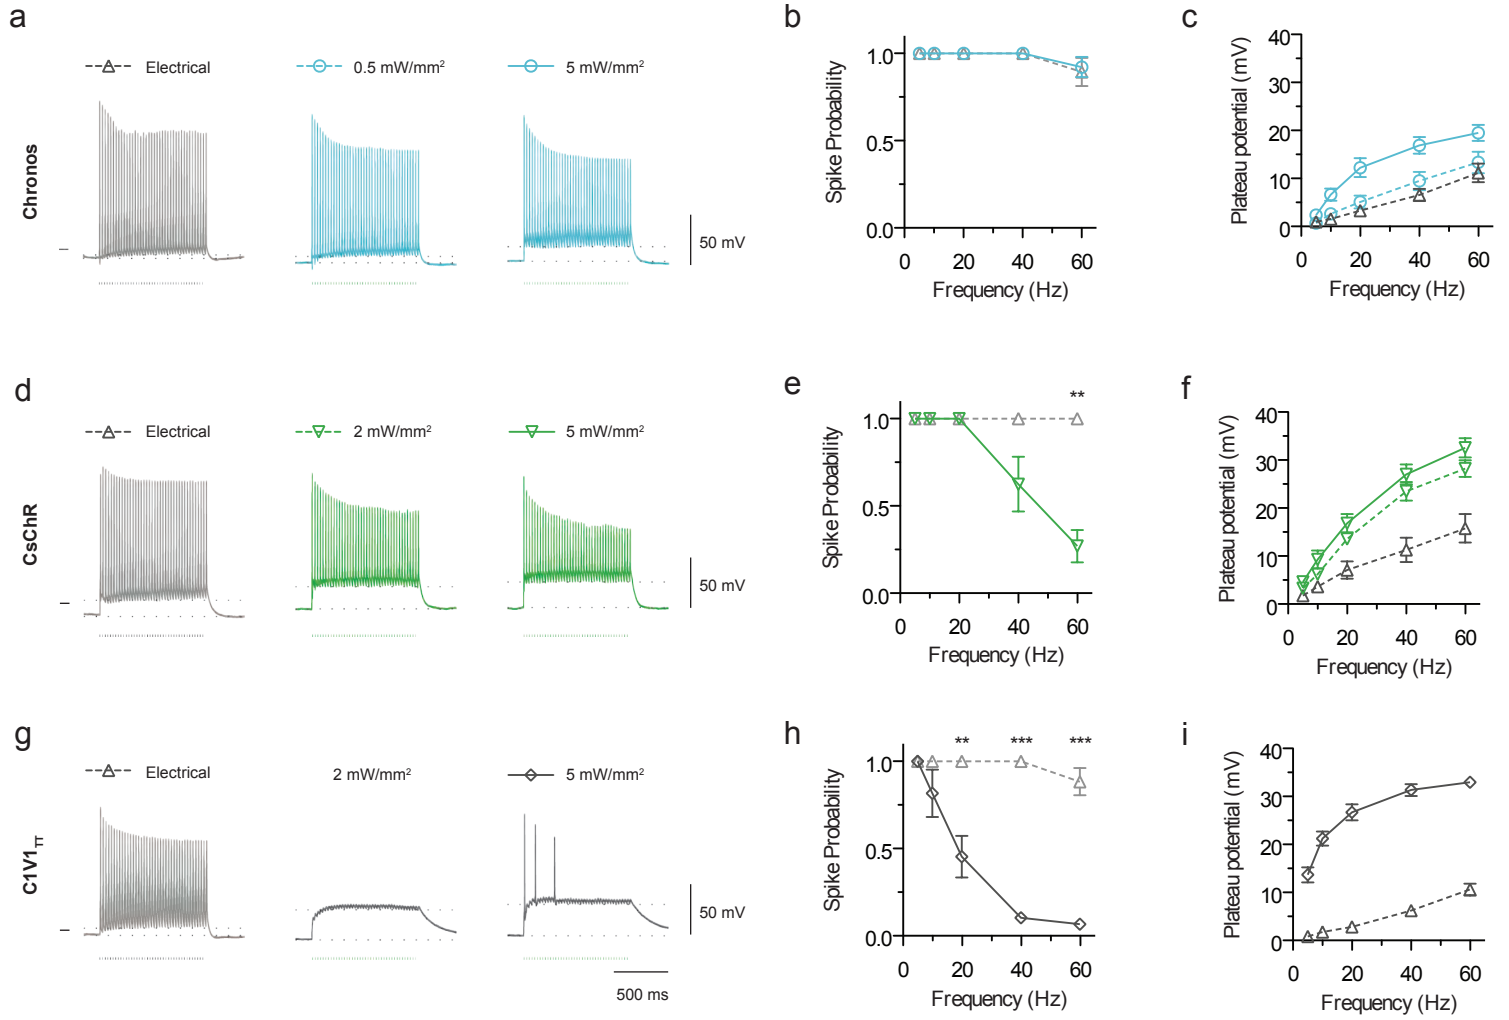 a
Electrical
0.5 mW/mm²
5 mW/mm²
Chronos
50 mV
b
Spike Probability
1.0
0.5
0.0
0 20 40 60
Frequency (Hz)
c
Plateau potential (mV)
40
30
20
10
0
0 20 40 60
Frequency (Hz)
d
Electrical
2 mW/mm²
5 mW/mm²
CsChR
50 mV
e
**
Spike Probability
1.0
0.5
0.0
0 20 40 60
Frequency (Hz)
f
Plateau potential (mV)
40
30
20
10
0
0 20 40 60
Frequency (Hz)
g
Electrical
2 mW/mm²
5 mW/mm²
C1V1TT
50 mV
500 ms
h
** *** ***
Spike Probability
1.0
0.5
0.0
0 20 40 60
Frequency (Hz)
i
Plateau potential (mV)
40
30
20
10
0
0 20 40 60
Frequency (Hz)